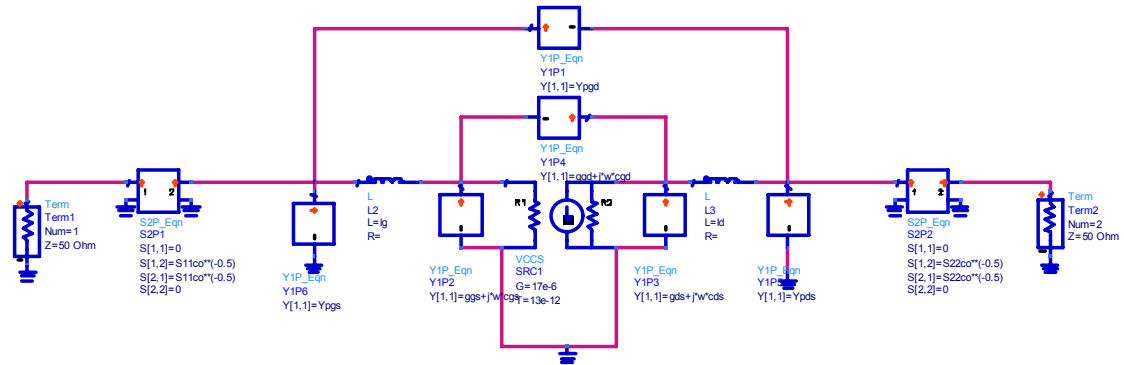 Y1P_Eqn
Y1P1
Y[1,1]=Ypgd
Y1P_Eqn
Y1P4
Y[1,1]=ggd+j*w*cgd
Term
Term1
Num=1
Z=50 Ohm
1 2
S2P_Eqn
S2P1
S[1,1]=0
S[1,2]=S11co**(-0.5)
S[2,1]=S11co**(-0.5)
S[2,2]=0
Y1P_Eqn
Y1P6
Y[1,1]=Ypgs
L
L2
L=lg
R=
Y1P_Eqn
Y1P2
Y[1,1]=ggs+j*w*cgs
R1
R2
VCCS
SRC1
G=17e-6
T=13e-12
Y1P_Eqn
Y1P3
Y[1,1]=gds+j*w*cds
L
L3
L=ld
R=
Y1P_Eqn
Y[1,1]=Ypds
1 2
S2P_Eqn
S2P2
S[1,1]=0
S[1,2]=S22co**(-0.5)
S[2,1]=S22co**(-0.5)
S[2,2]=0
Term
Term2
Num=2
Z=50 Ohm